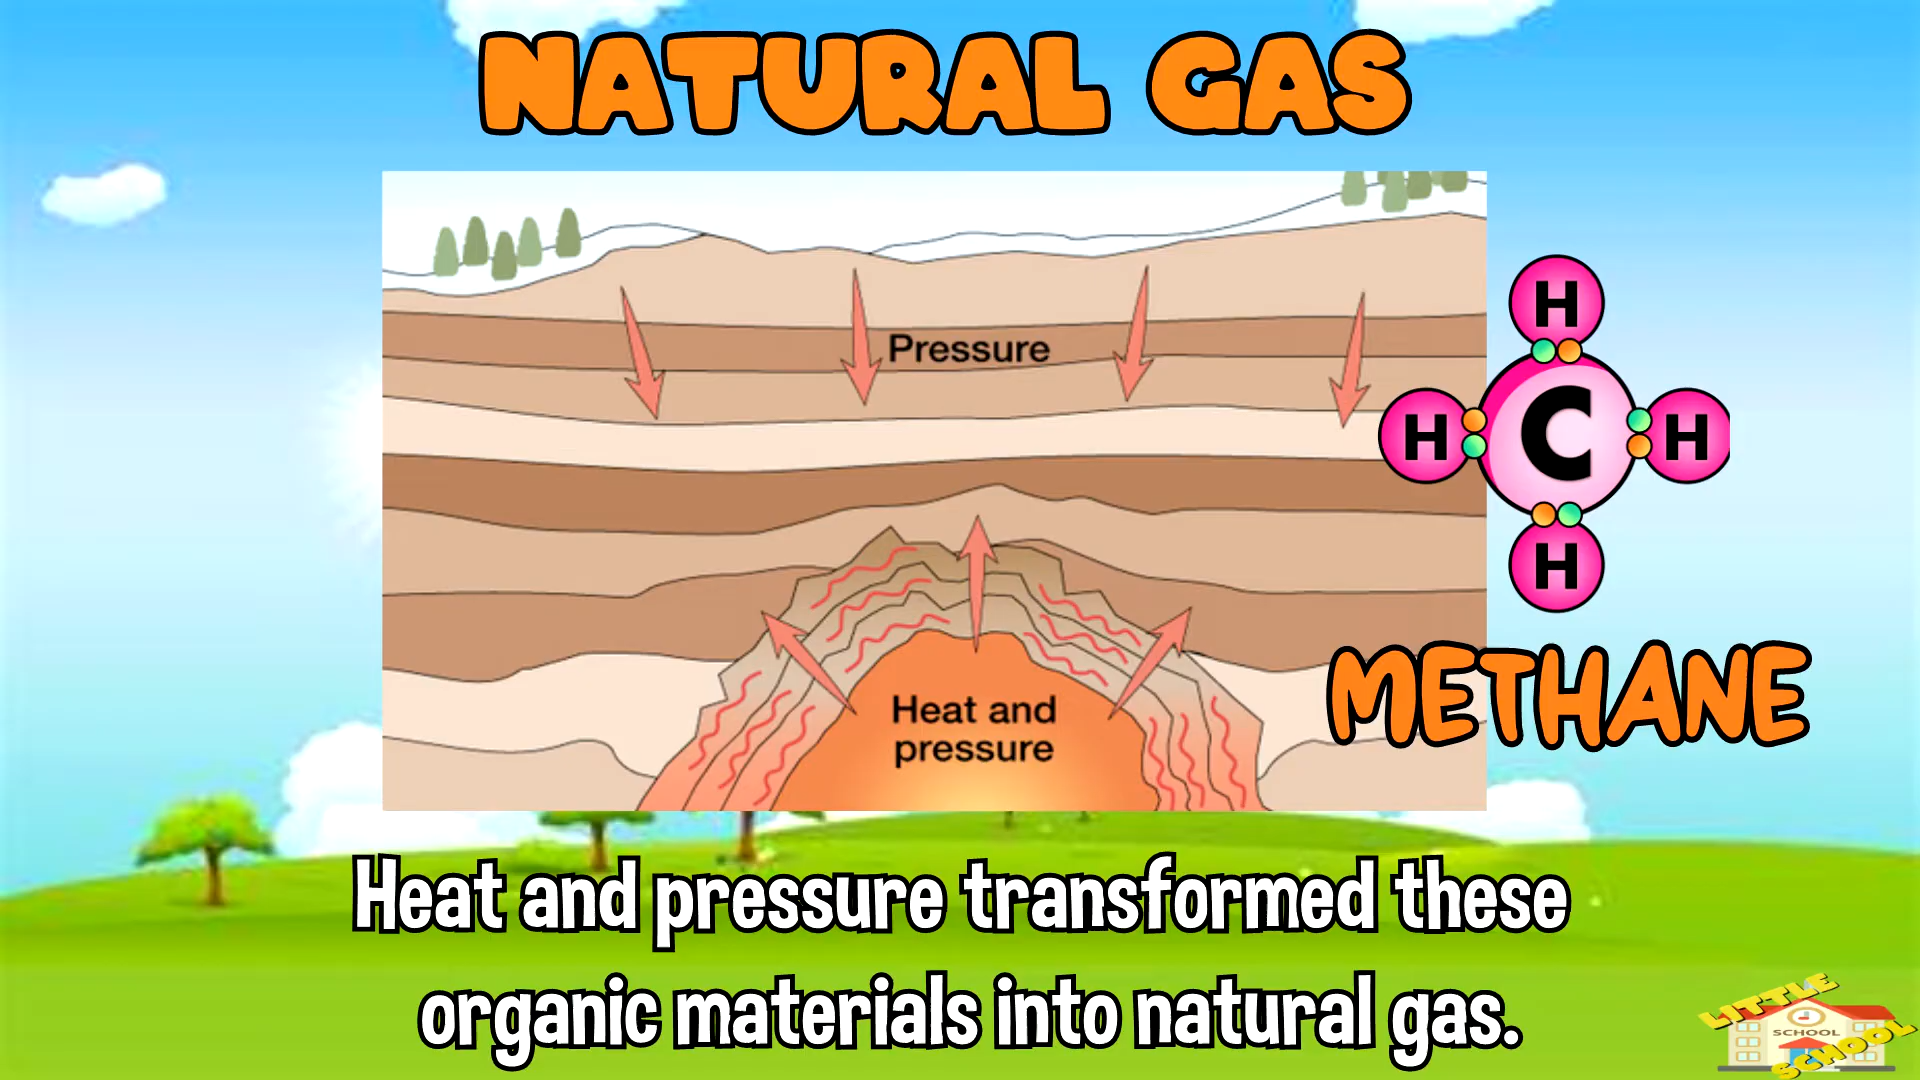 NATURAL GAS
Pressure
H
H C H
H
METHANE
Heat and
pressure
Heat and pressure transformed these
organic materials into natural gas.
LITTLE
SCHOOL
SCHOOL